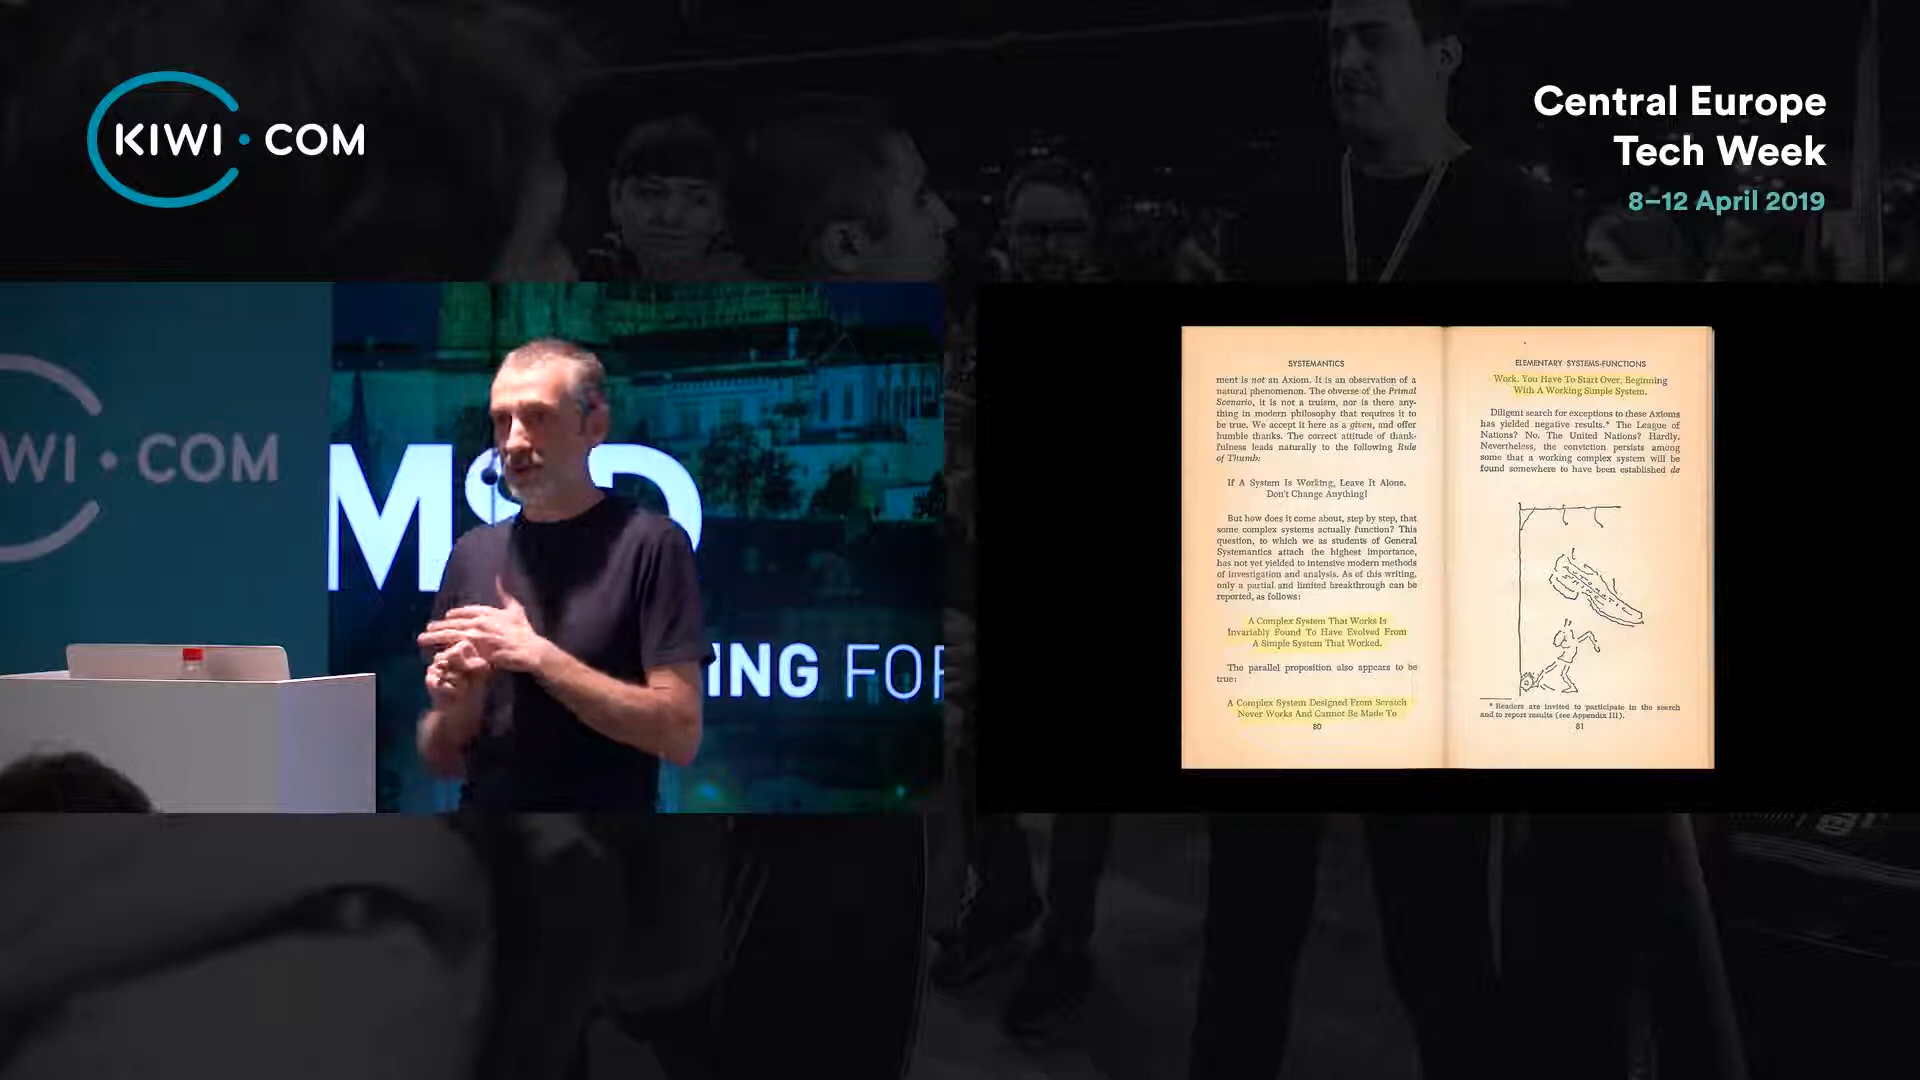 KIWI.COM
Central Europe
Tech Week
8–12 April 2019
WI.COM
MSD
ING FOR
SYSTEMANTICS
ment is not an Axiom. It is an observation of a
natural phenomenon. The obverse of the Primal
Scenario, it is not a truism, nor is there any-
thing in modern philosophy that requires it to
be true. We accept it here as a given, and offer
humble thanks. The correct attitude of thank-
fulness leads naturally to the following Rule
of Thumb:
If A System Is Working, Leave It Alone.
Don't Change Anything!
But how does it come about, step by step, that
some complex systems actually function? This
question, to which we as students of General
Systemantics attach the highest importance,
has not yet yielded to intensive modern methods
of investigation and analysis. As of this writing,
only a partial and limited breakthrough can be
reported, as follows:
A Complex System That Works Is
Invariably Found To Have Evolved From
A Simple System That Worked.
The parallel proposition also appears to be
true:
A Complex System Designed From Scratch
Never Works And Cannot Be Made To
80
ELEMENTARY SYSTEMS-FUNCTIONS
Work. You Have To Start Over, Beginning
With A Working Simple System.
Diligent search for exceptions to these Axioms
has yielded negative results.* The League of
Nations? No. The United Nations? Hardly.
Nevertheless, the conviction persists among
some that a working complex system will be
found somewhere to have been established de
* Readers are invited to participate in the search
and to report results (see Appendix III).
81